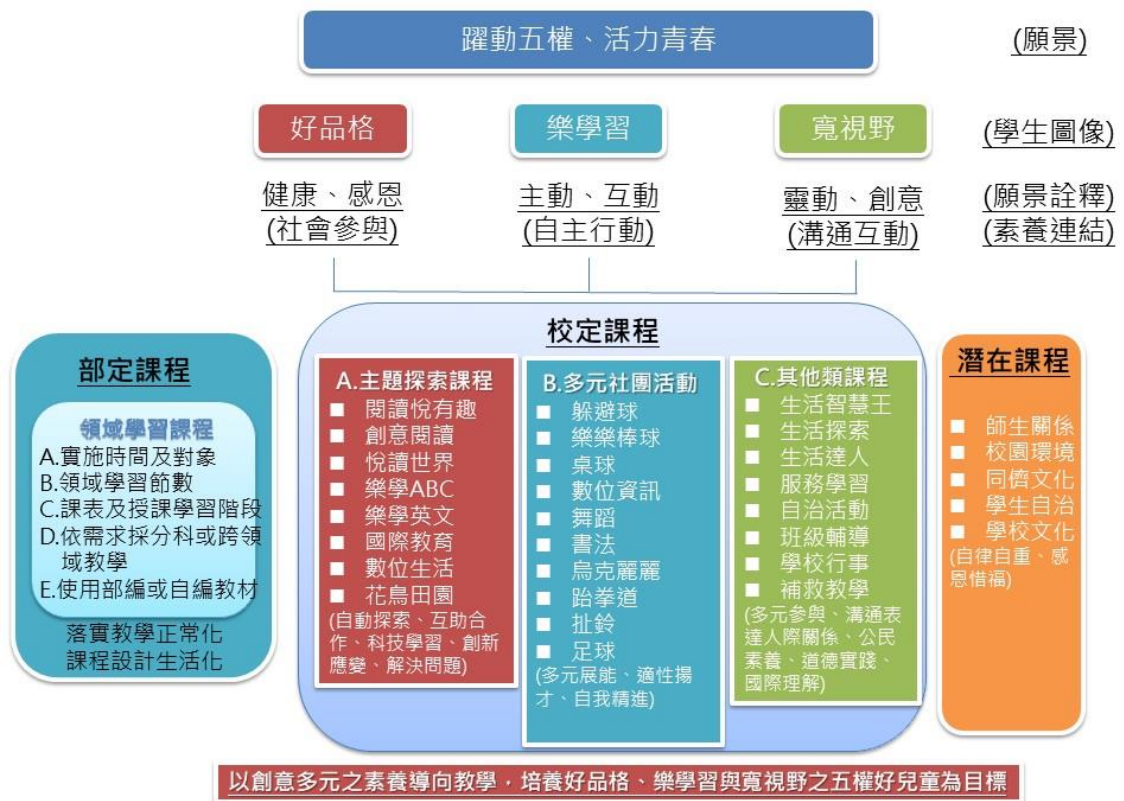 躍動五權、活力青春
(願景)
好品格
樂學習
寬視野
(學生圖像)
健康、感恩
(社會參與)
主動、互動
(自主行動)
靈動、創意
(溝通互動)
(願景詮釋)
(素養連結)
部定課程
領域學習課程
A.實施時間及對象
B.領域學習節數
C.課表及授課學習階段
D.依需求採分科或跨領
域教學
E.使用部編或自編教材
落實教學正常化
課程設計生活化
校定課程
A.主題探索課程
■ 閱讀悅有趣
■ 創意閱讀
■ 悅讀世界
■ 樂學ABC
■ 樂學英文
■ 國際教育
■ 數位生活
■ 花鳥田園
(自動探索、互助合
作、科技學習、創新
應變、解決問題)
B.多元社團活動
■ 躲避球
■ 樂樂棒球
■ 桌球
■ 數位資訊
■ 舞蹈
■ 書法
■ 烏克麗麗
■ 跆拳道
■ 扯鈴
■ 足球
(多元展能、適性揚
才、自我精進)
C.其他類課程
■ 生活智慧王
■ 生活探索
■ 生活達人
■ 服務學習
■ 自治活動
■ 班級輔導
■ 學校行事
■ 補救教學
(多元參與、溝通表
達人際關係、公民
素養、道德實踐、
國際理解)
潛在課程
■ 師生關係
■ 校園環境
■ 同儕文化
■ 學生自治
■ 學校文化
(自律自重、感
恩惜福)
以創意多元之素養導向教學，培養好品格、樂學習與寬視野之五權好兒童為目標